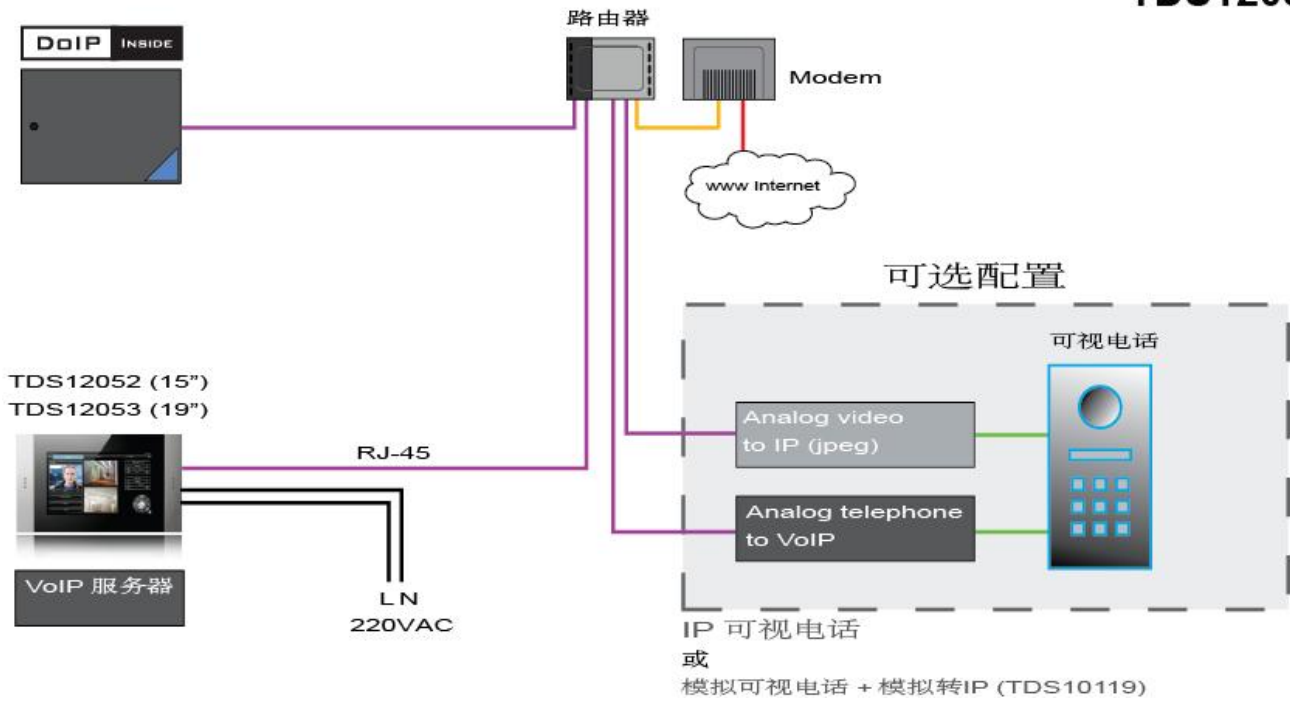 路由器
DoIP INSIDE
Modem
www Internet
可选配置
可视电话
TDS12052 (15”)
TDS12053 (19”)
Analog video
to IP (jpeg)
RJ-45
Analog telephone
to VoIP
VoIP 服务器
L N
220VAC
IP 可视电话
或
模拟可视电话 + 模拟转IP (TDS10119)